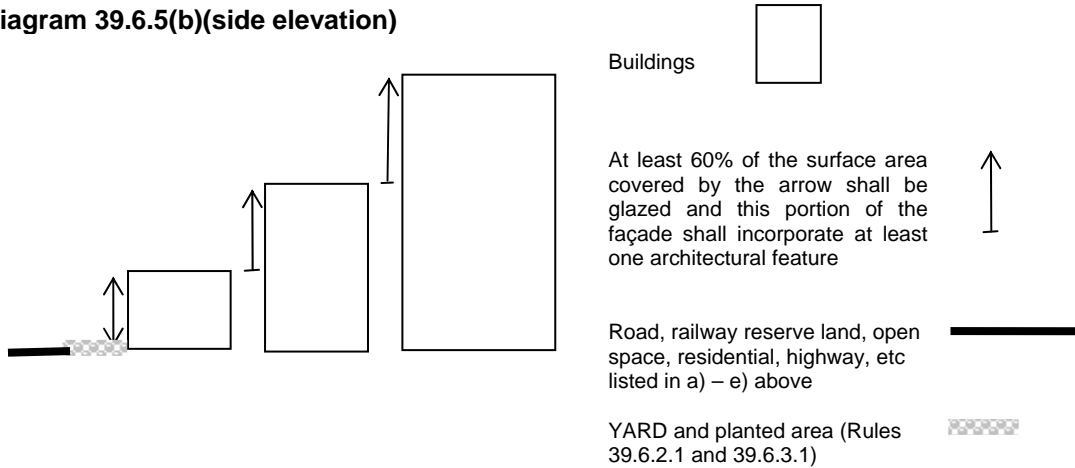 iagram 39.6.5(b)(side elevation)
Buildings
At least 60% of the surface area
covered by the arrow shall be
glazed and this portion of the
façade shall incorporate at least
one architectural feature
Road, railway reserve land, open
space, residential, highway, etc
listed in a) – e) above
YARD and planted area (Rules
39.6.2.1 and 39.6.3.1)